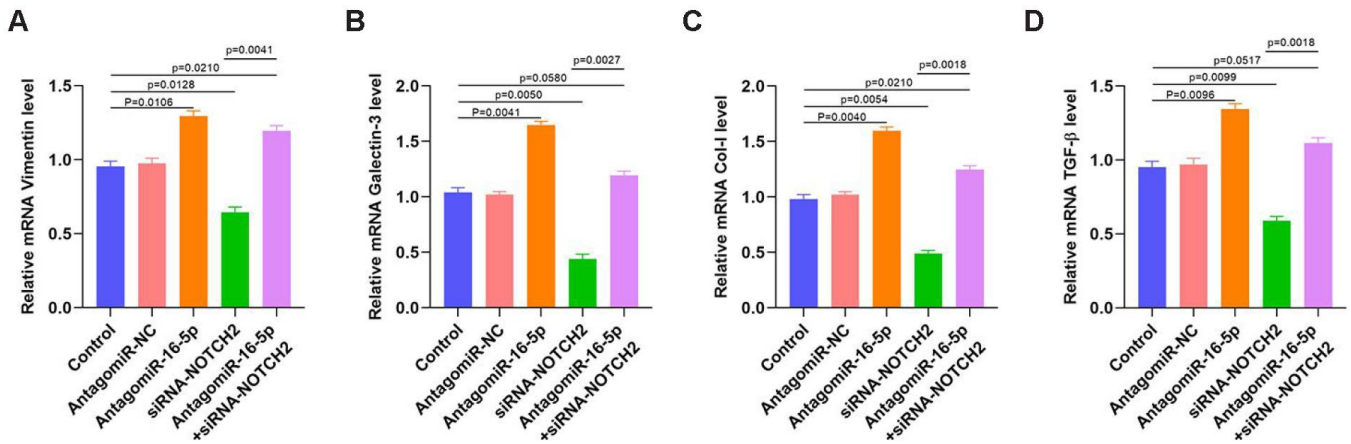 A
B
C
D
p=0.0041
p=0.0210
p=0.0128
P=0.0106
Relative mRNA Vimentin level
1.5
1.0
0.5
0.0
Control
AntagomiR-NC
AntagomiR-16-5p
siRNA-NOTCH2
AntagomiR-16-5p
+siRNA-NOTCH2
p=0.0027
p=0.0580
p=0.0050
P=0.0041
Relative mRNA Galectin-3 level
2.0
1.5
1.0
0.5
0.0
Control
AntagomiR-NC
AntagomiR-16-5p
siRNA-NOTCH2
AntagomiR-16-5p
+siRNA-NOTCH2
p=0.0018
p=0.0210
p=0.0054
P=0.0040
Relative mRNA Col-I level
2.0
1.5
1.0
0.5
0.0
Control
AntagomiR-NC
AntagomiR-16-5p
siRNA-NOTCH2
AntagomiR-16-5p
+siRNA-NOTCH2
p=0.0018
p=0.0517
p=0.0099
P=0.0096
Relative mRNA TGF-β level
1.5
1.0
0.5
0.0
Control
AntagomiR-NC
AntagomiR-16-5p
siRNA-NOTCH2
AntagomiR-16-5p
+siRNA-NOTCH2